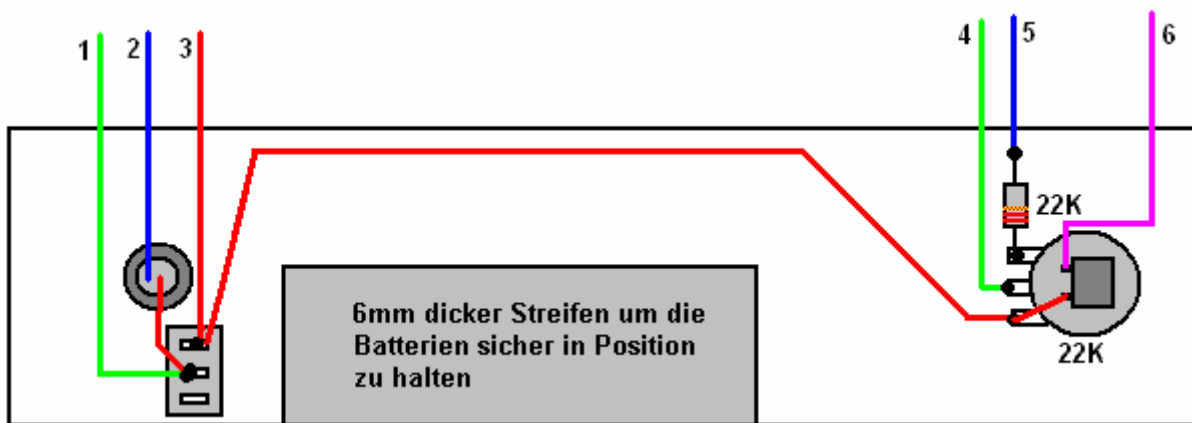 1
2
3
4
5
6
22K
6mm dicker Streifen um die
Batterien sicher in Position
zu halten
22K